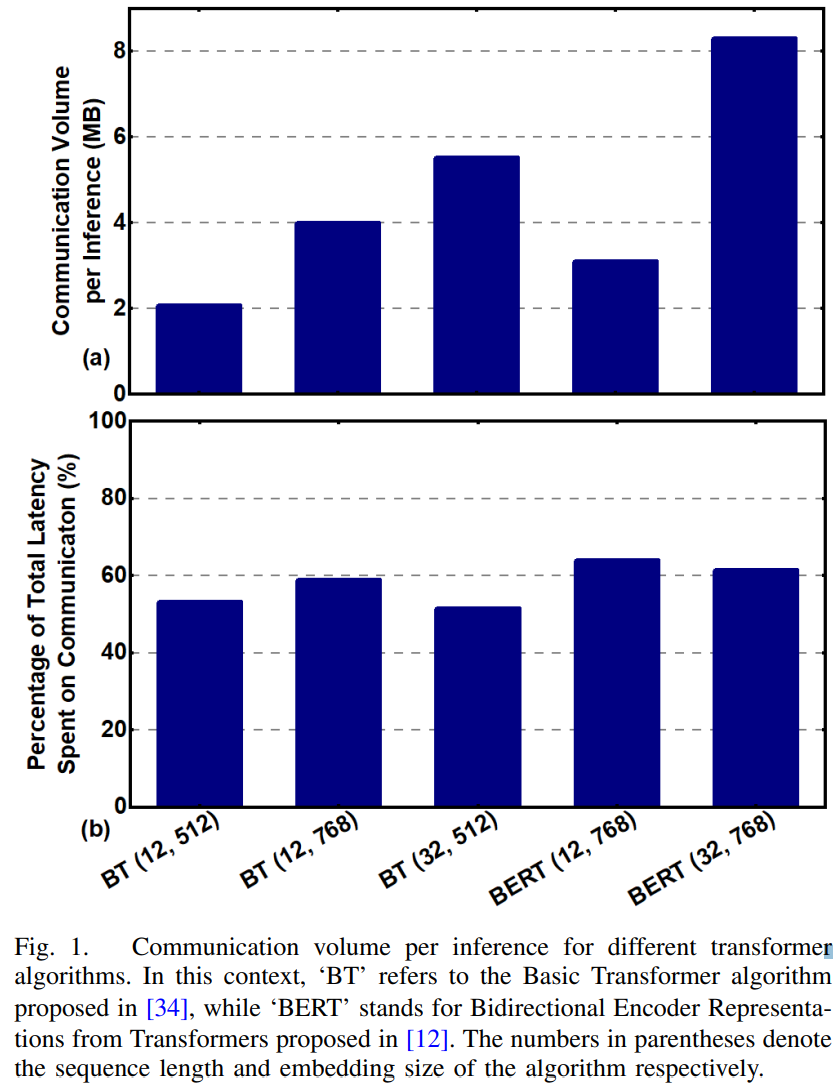 Communication Volume
per Inference (MB)
8
6
4
2
0
(a)
Percentage of Total Latency
Spent on Communicaton (%)
100
80
60
40
20
0
(b)
BT (12, 512)
BT (12, 768)
BT (32, 512)
BERT (12, 768)
BERT (32, 768)
Fig. 1. Communication volume per inference for different transformer
algorithms. In this context, ‘BT’ refers to the Basic Transformer algorithm
proposed in [34], while ‘BERT’ stands for Bidirectional Encoder Representa-
tions from Transformers proposed in [12]. The numbers in parentheses denote
the sequence length and embedding size of the algorithm respectively.